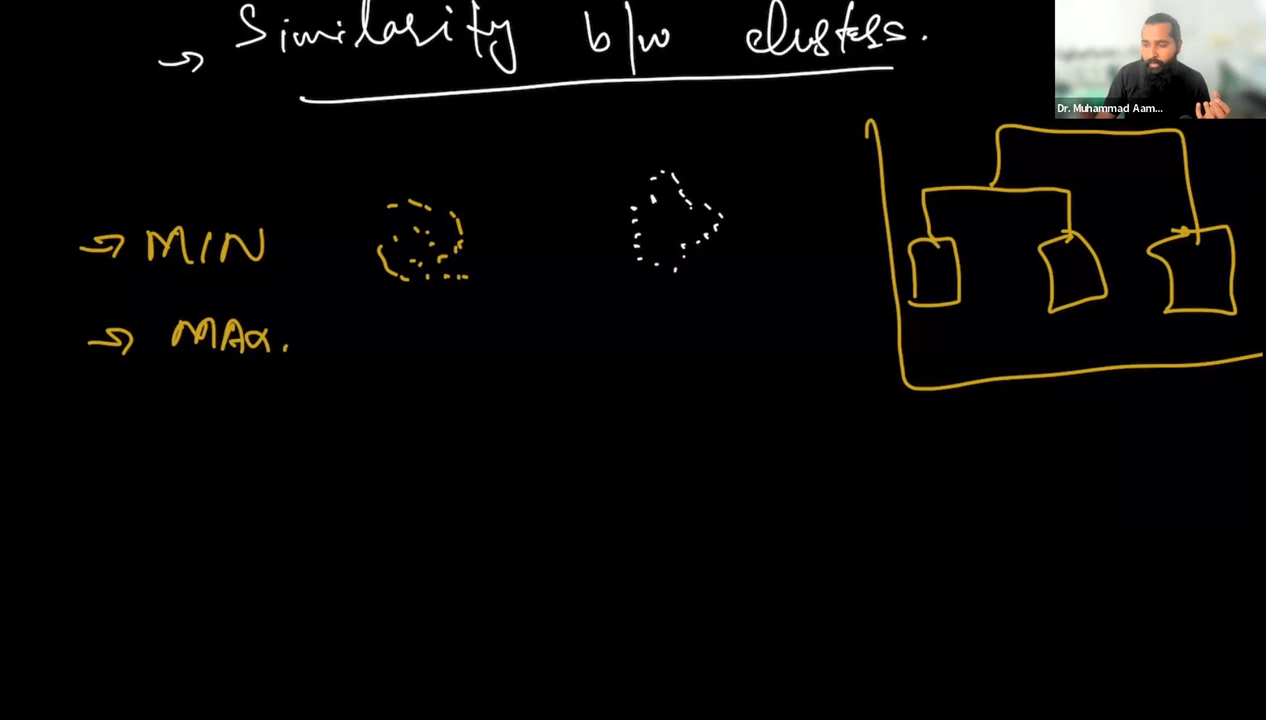 → Similarity b/w clusters.
Dr. Muhammad Aam...
→ MIN
→ MAX.